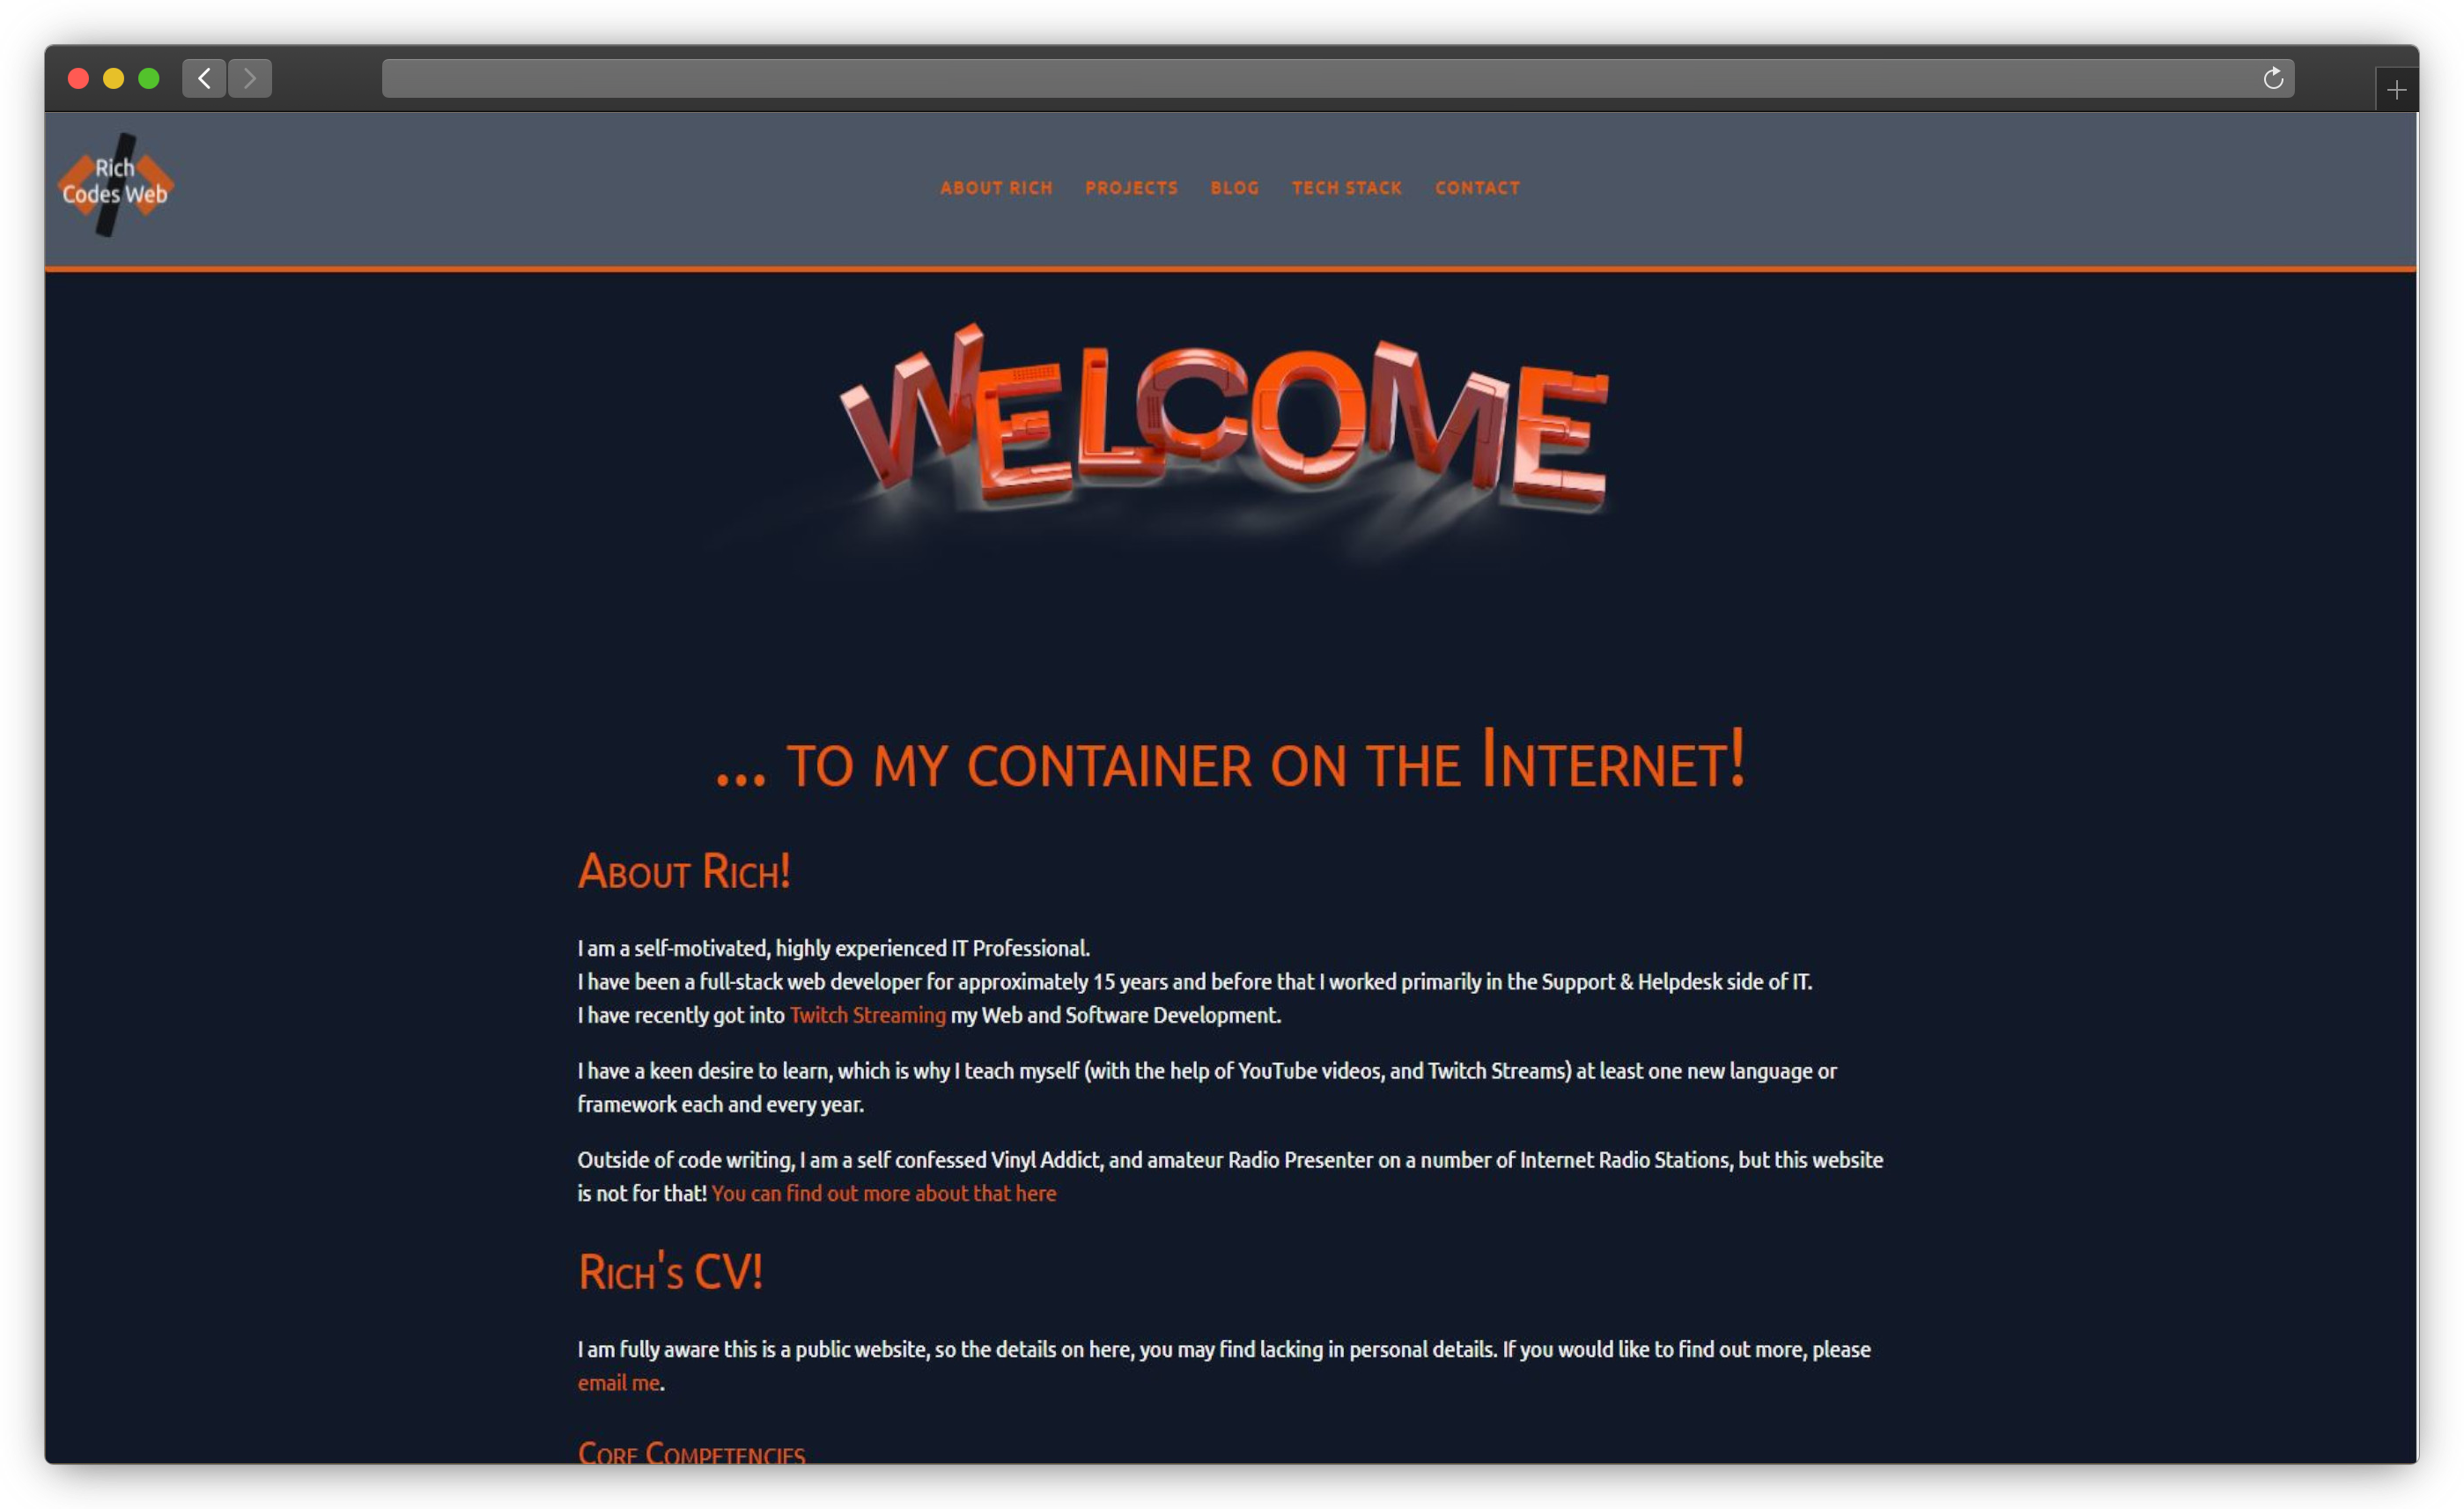 Rich
Codes Web
ABOUT RICH PROJECTS BLOG TECH STACK CONTACT
WELCOME
... to my container on the Internet!
About Rich!
I am a self-motivated, highly experienced IT Professional.
I have been a full-stack web developer for approximately 15 years and before that I worked primarily in the Support & Helpdesk side of IT.
I have recently got into Twitch Streaming my Web and Software Development.
I have a keen desire to learn, which is why I teach myself (with the help of YouTube videos, and Twitch Streams) at least one new language or
framework each and every year.
Outside of code writing, I am a self confessed Vinyl Addict, and amateur Radio Presenter on a number of Internet Radio Stations, but this website
is not for that! You can find out more about that here
Rich's CV!
I am fully aware this is a public website, so the details on here, you may find lacking in personal details. If you would like to find out more, please
email me.
Core Competencies